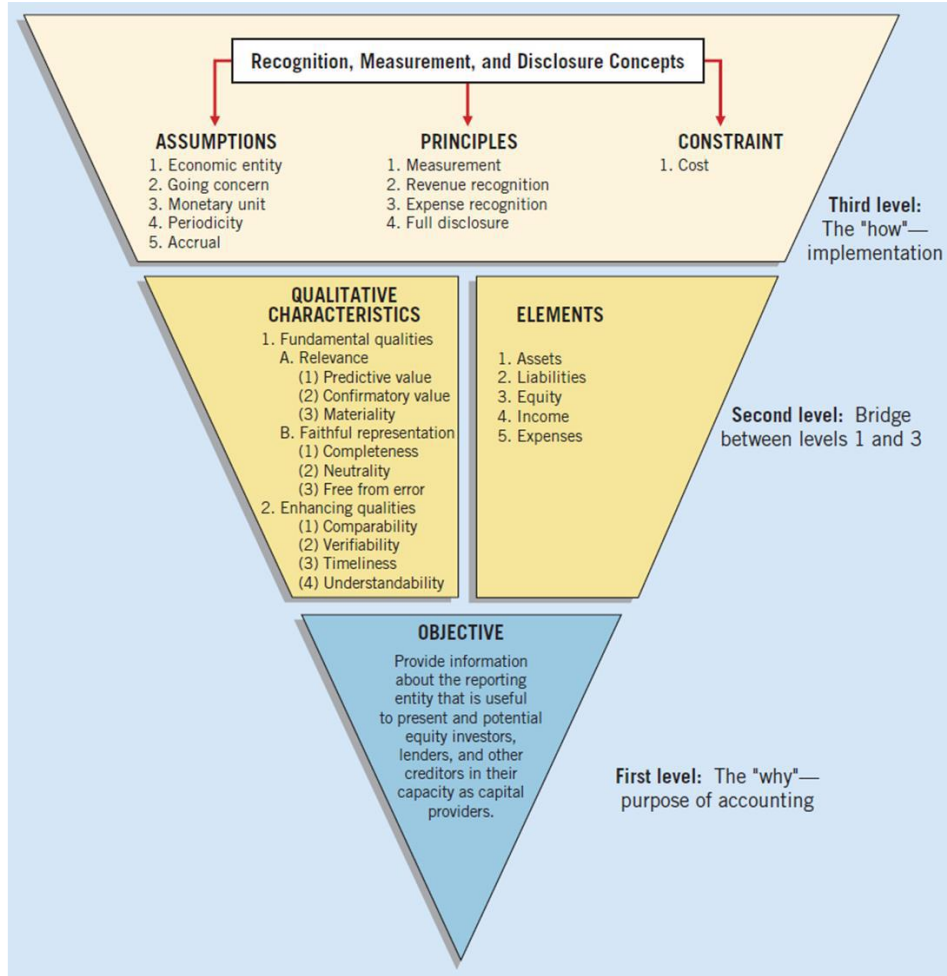 Recognition, Measurement, and Disclosure Concepts
ASSUMPTIONS
1. Economic entity
2. Going concern
3. Monetary unit
4. Periodicity
5. Accrual
PRINCIPLES
1. Measurement
2. Revenue recognition
3. Expense recognition
4. Full disclosure
CONSTRAINT
1. Cost
Third level:
The "how"—
implementation
QUALITATIVE
CHARACTERISTICS
1. Fundamental qualities
A. Relevance
(1) Predictive value
(2) Confirmatory value
(3) Materiality
B. Faithful representation
(1) Completeness
(2) Neutrality
(3) Free from error
2. Enhancing qualities
(1) Comparability
(2) Verifiability
(3) Timeliness
(4) Understandability
ELEMENTS
1. Assets
2. Liabilities
3. Equity
4. Income
5. Expenses
Second level: Bridge
between levels 1 and 3
OBJECTIVE
Provide information
about the reporting
entity that is useful
to present and potential
equity investors,
lenders, and other
creditors in their
capacity as capital
providers.
First level: The "why"—
purpose of accounting